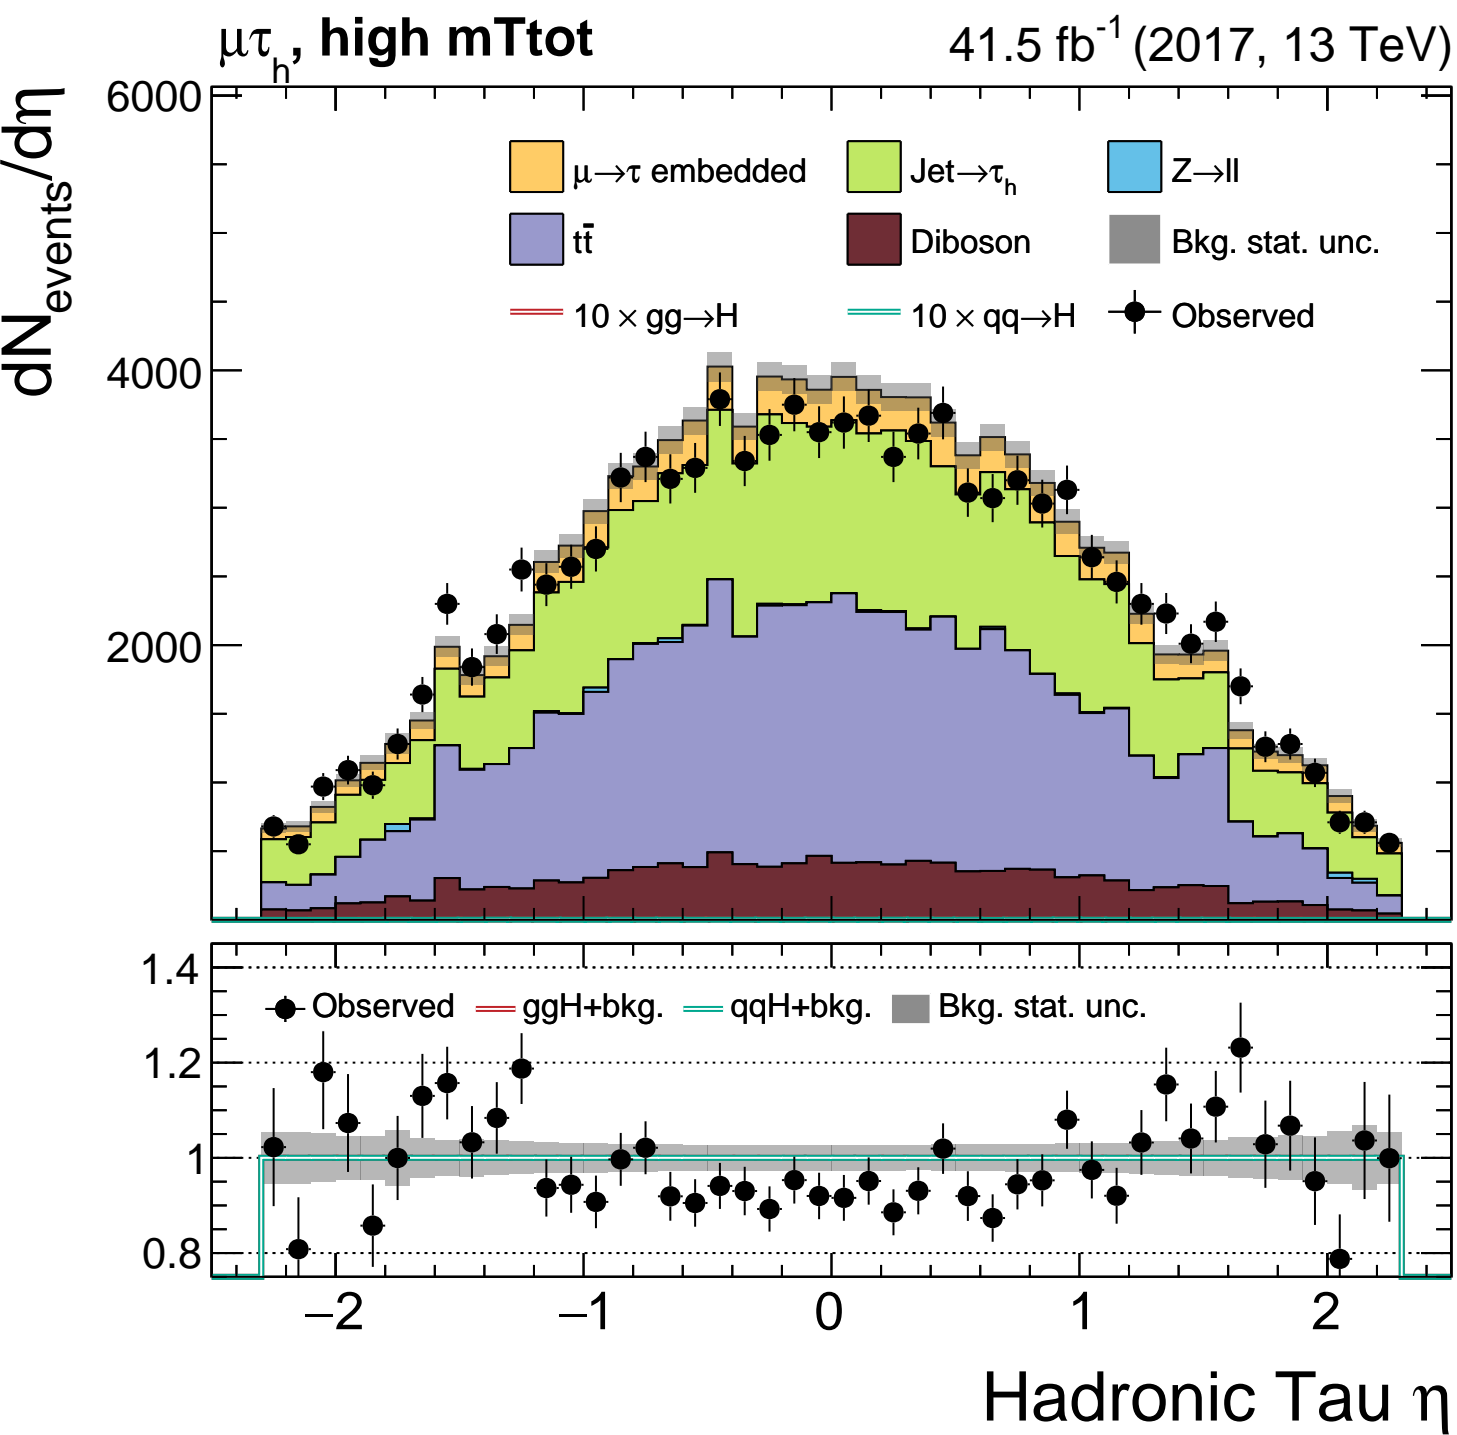 μτh, high mTtot 41.5 fb-1 (2017, 13 TeV)
dNevents/dη
6000
4000
2000
μ→τ embedded Jet→τh Z→ll
tt̄ Diboson Bkg. stat. unc.
10 × gg→H 10 × qq→H Observed
1.4
1.2
1
0.8
Observed ggH+bkg. qqH+bkg. Bkg. stat. unc.
−2 −1 0 1 2
Hadronic Tau η